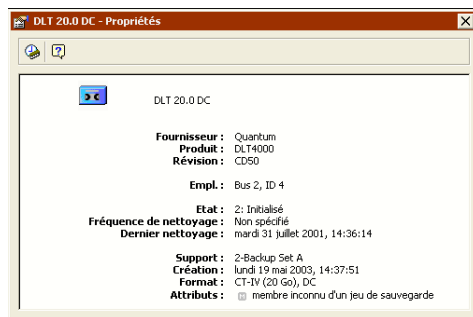 DLT 20.0 DC - Propriétés
DLT 20.0 DC
Fournisseur : Quantum
Produit : DLT4000
Révision : CD50
Empl. : Bus 2, ID 4
Etat : 2: Initialisé
Fréquence de nettoyage : Non spécifié
Dernier nettoyage : mardi 31 juillet 2001, 14:36:14
Support : 2-Backup Set A
Création : lundi 19 mai 2003, 14:37:51
Format : CT-IV (20 Go), DC
Attributs : membre inconnu d'un jeu de sauvegarde